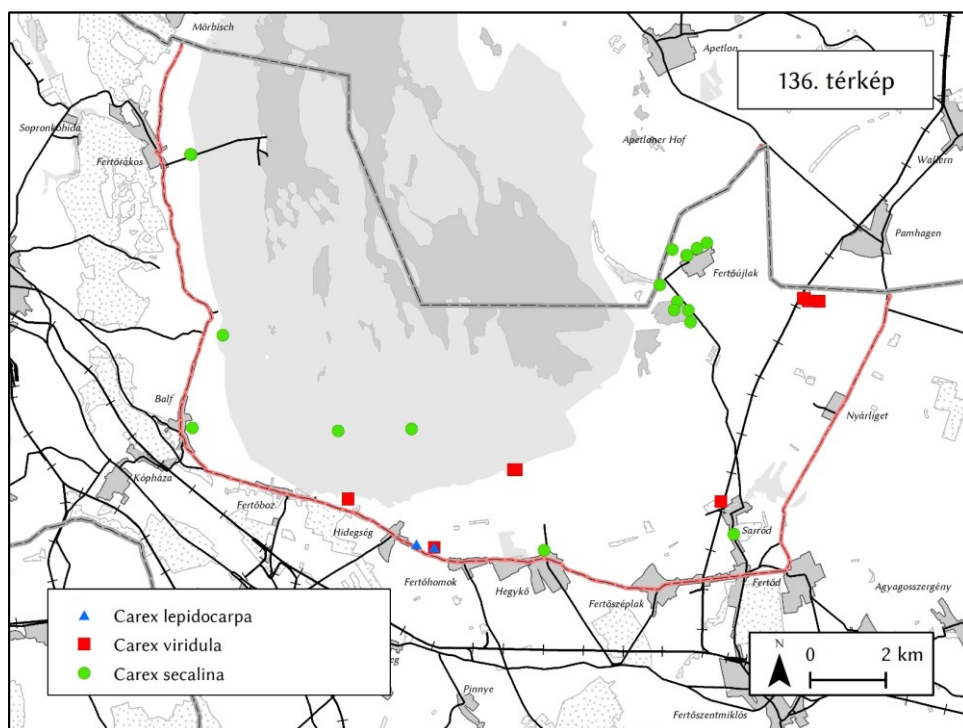 Mörbisch
Apetlon
136. térkép
Sopronkőhida
Fertőrákos
Apetloner Hof
Wallern
Pamhagen
Fertőújlak
Balf
Nyárliget
Kópháza
Fertőboz
Hidegség
Sarród
Fertőhomok
Hegykő
Fertőd
Fertőszéplak
Agyagosszergény
Carex lepidocarpa
Carex viridula
Carex secalina
Pinnye
Fertőszentmiklós
N
0 2 km